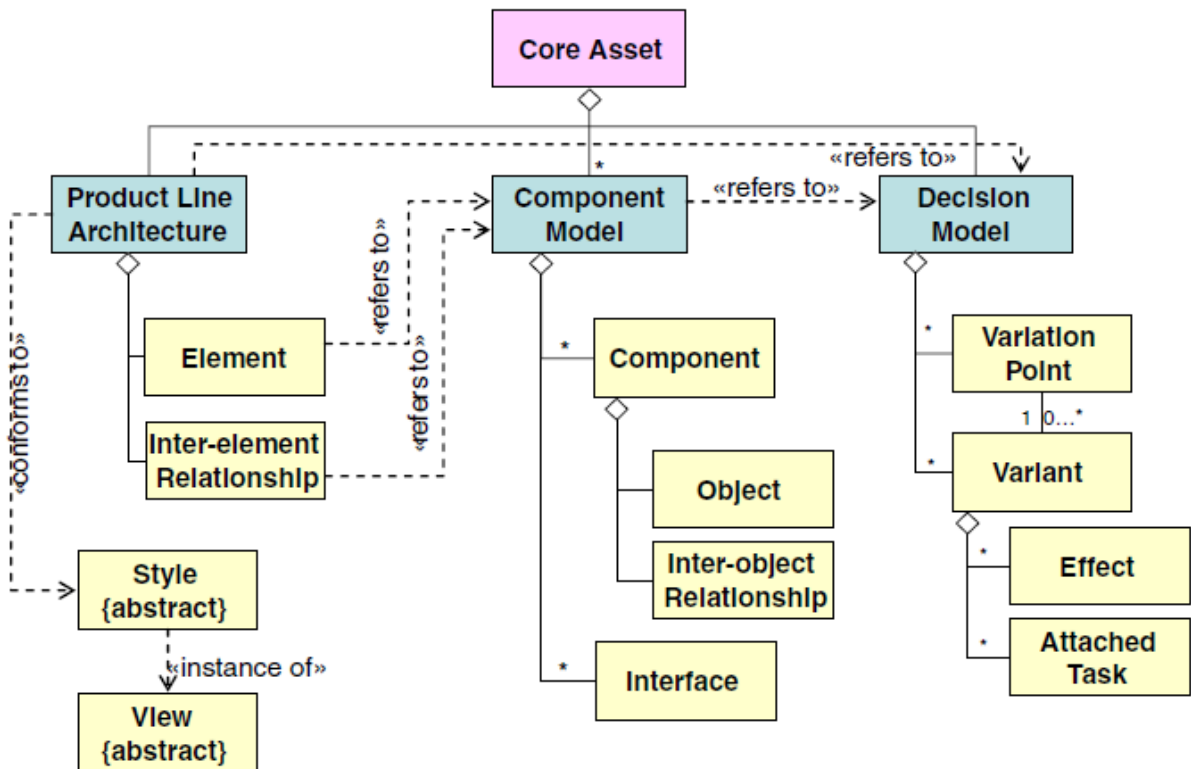 Core Asset
*
«refers to»
«refers to»
Product Line
Architecture
Component
Model
Decision
Model
«refers to»
«refers to»
«conforms to»
Element
Inter-element
Relationship
*
Component
Object
Inter-object
Relationship
*
Interface
*
Variation
Point
1 0...*
*
Variant
*
Effect
*
Attached
Task
Style
{abstract}
«instance of»
View
{abstract}